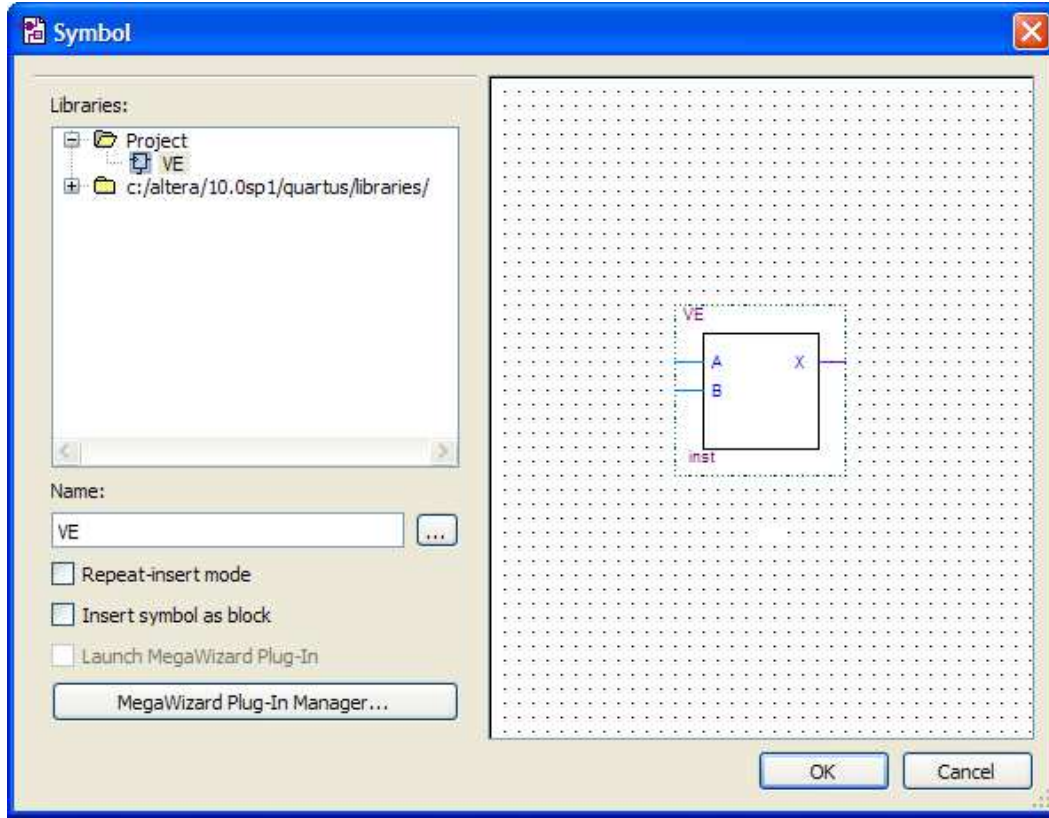 Symbol
Libraries:
Project
VE
c:/altera/10.0sp1/quartus/libraries/
Name:
VE
...
Repeat-insert mode
Insert symbol as block
Launch MegaWizard Plug-In
MegaWizard Plug-In Manager...
VE
A X
B
inst
OK Cancel